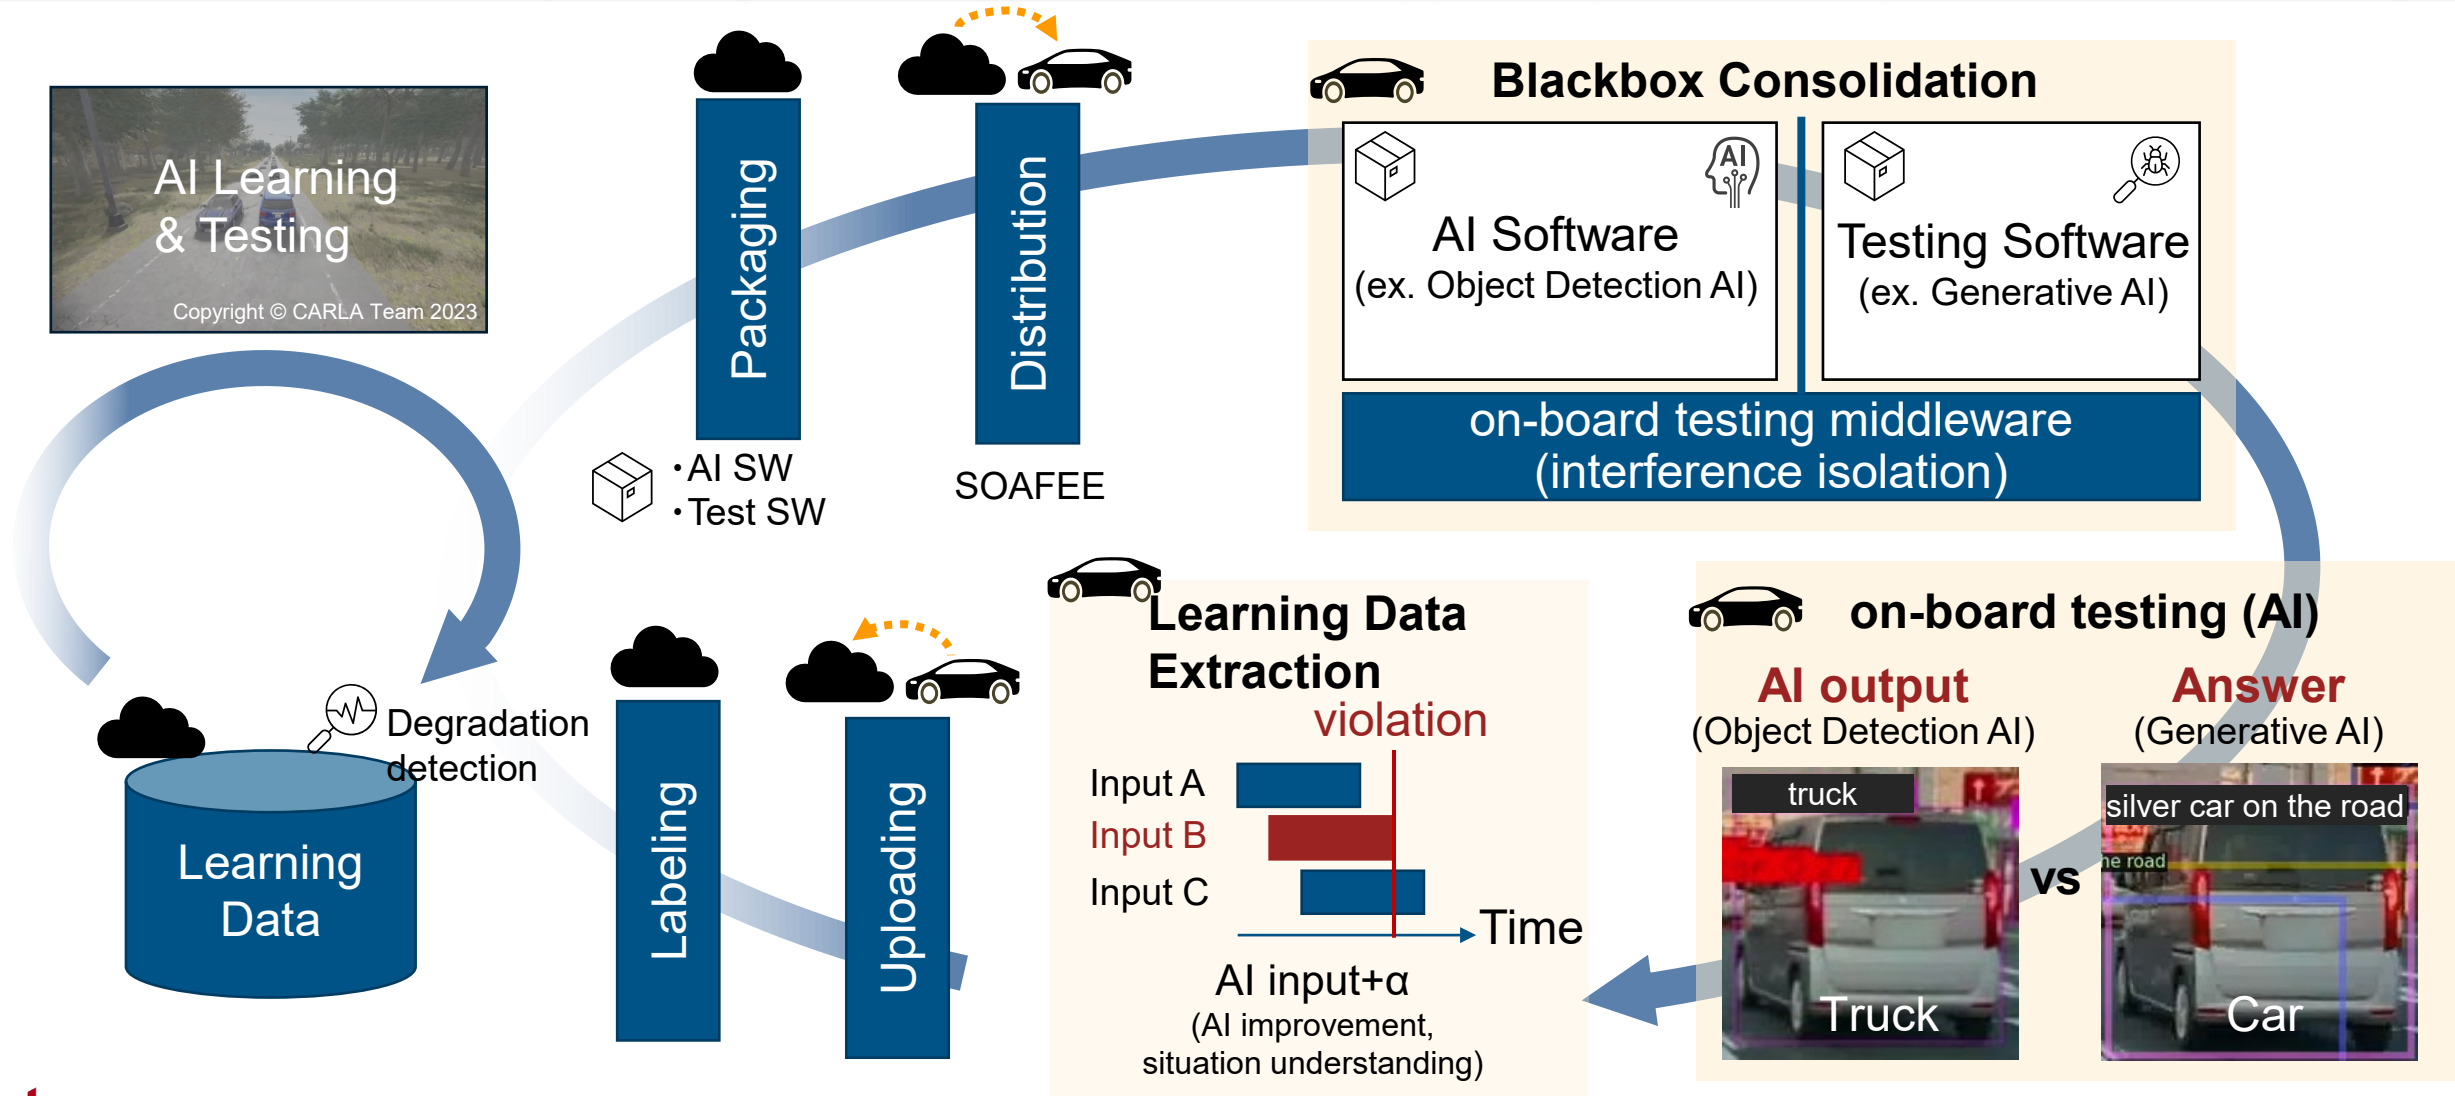 AI Learning
& Testing
Copyright © CARLA Team 2023
Packaging
・AI SW
・Test SW
Distribution
SOAFEE
Blackbox Consolidation
AI
AI Software
(ex. Object Detection AI)
Testing Software
(ex. Generative AI)
on-board testing middleware
(interference isolation)
on-board testing (AI)
AI output
(Object Detection AI)
truck
Truck
vs
Answer
(Generative AI)
silver car on the road
he road
Car
Learning Data
Extraction
violation
Input A
Input B
Input C
Time
AI input+α
(AI improvement,
situation understanding)
Uploading
Labeling
Degradation
detection
Learning
Data